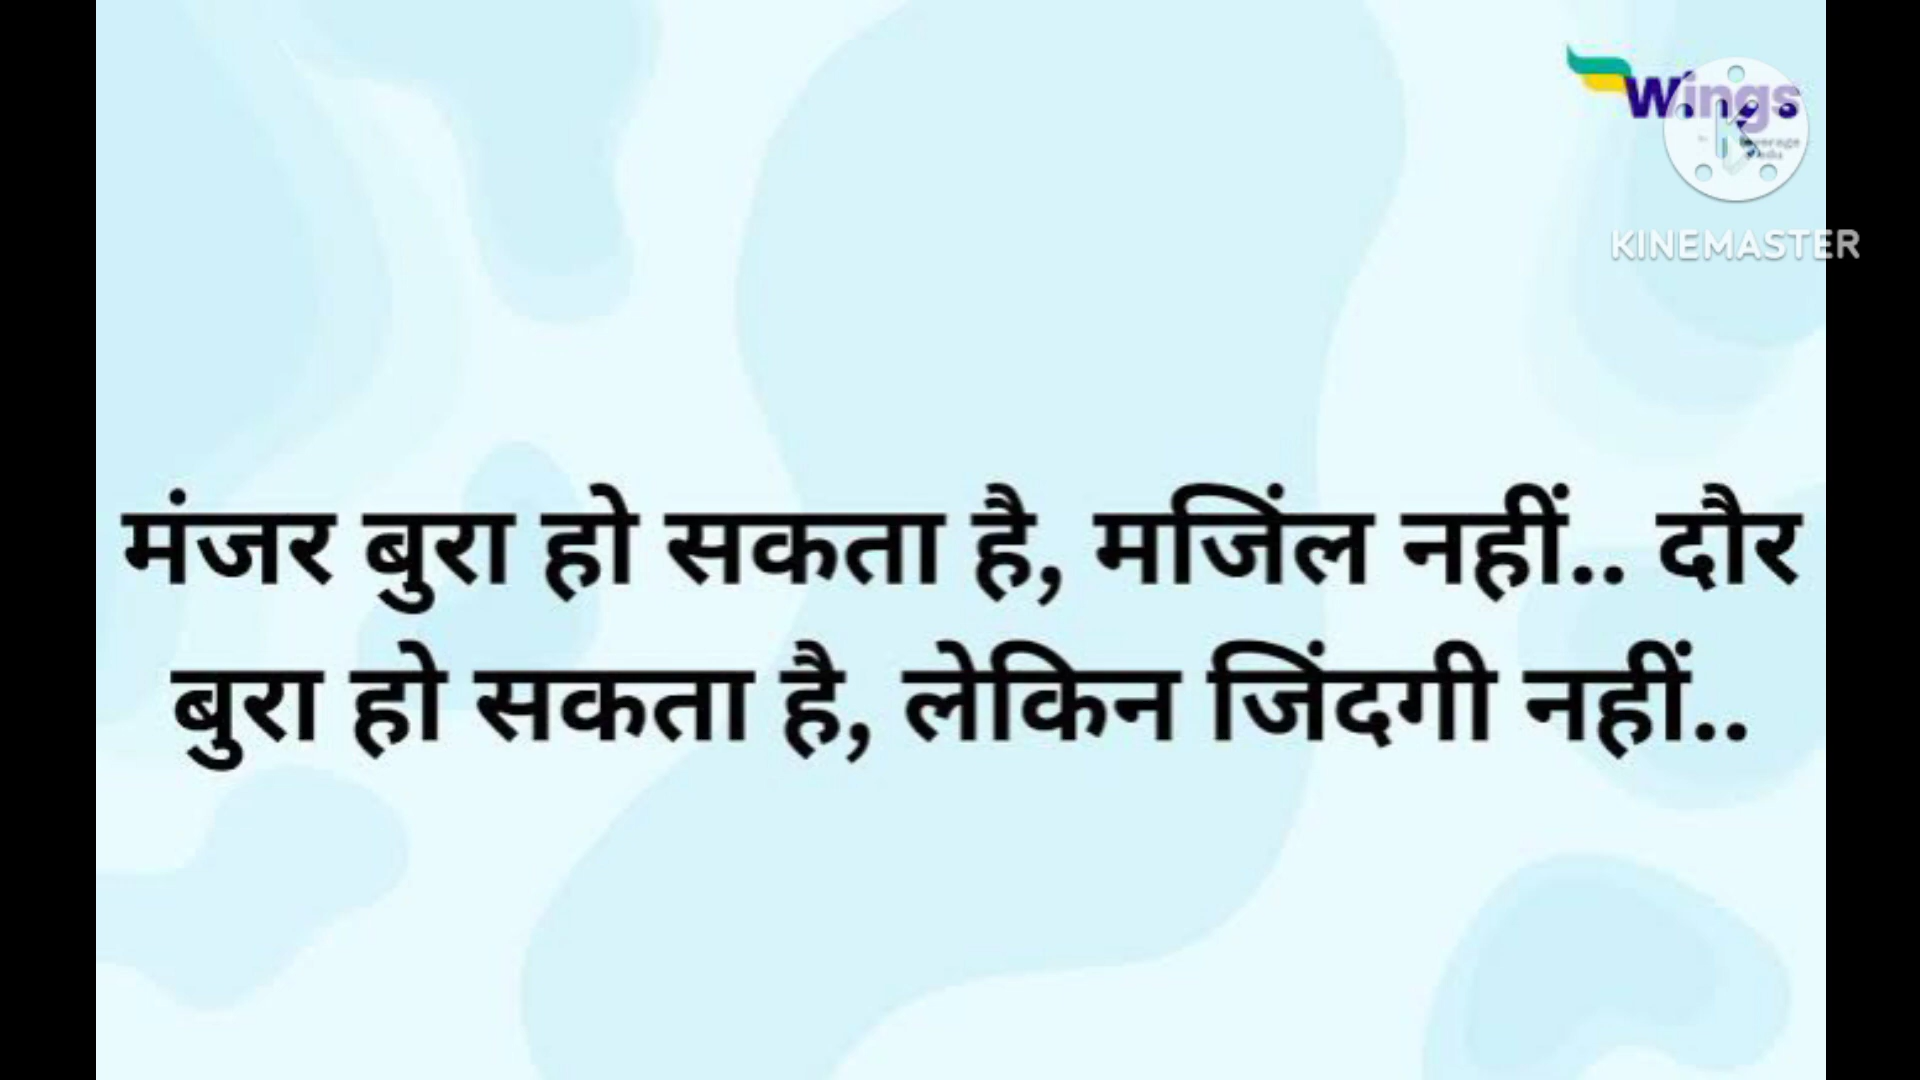 Wings
KINEMASTER
मंजर बुरा हो सकता है, मजिंल नहीं.. दौर
बुरा हो सकता है, लेकिन जिंदगी नहीं..